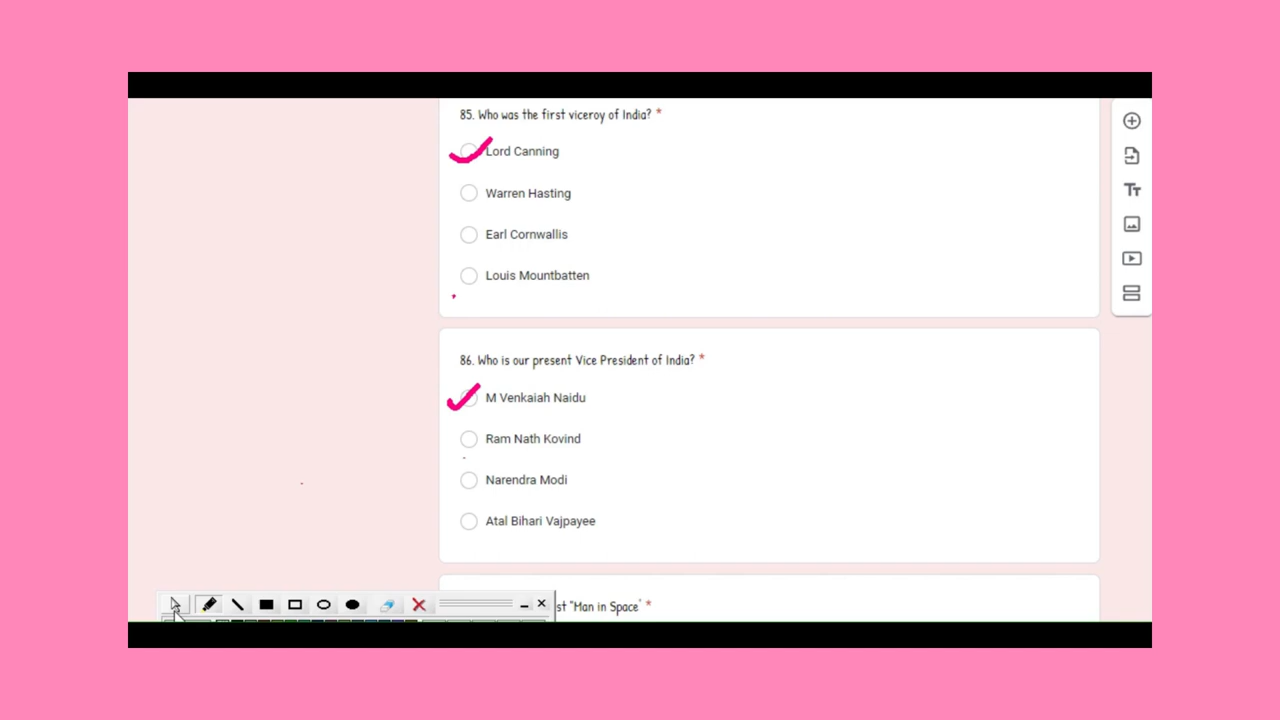 85. Who was the first viceroy of India? *
Lord Canning
Warren Hasting
Earl Cornwallis
Louis Mountbatten
86. Who is our present Vice President of India? *
M Venkaiah Naidu
Ram Nath Kovind
Narendra Modi
Atal Bihari Vajpayee
st "Man in Space" *
Tт